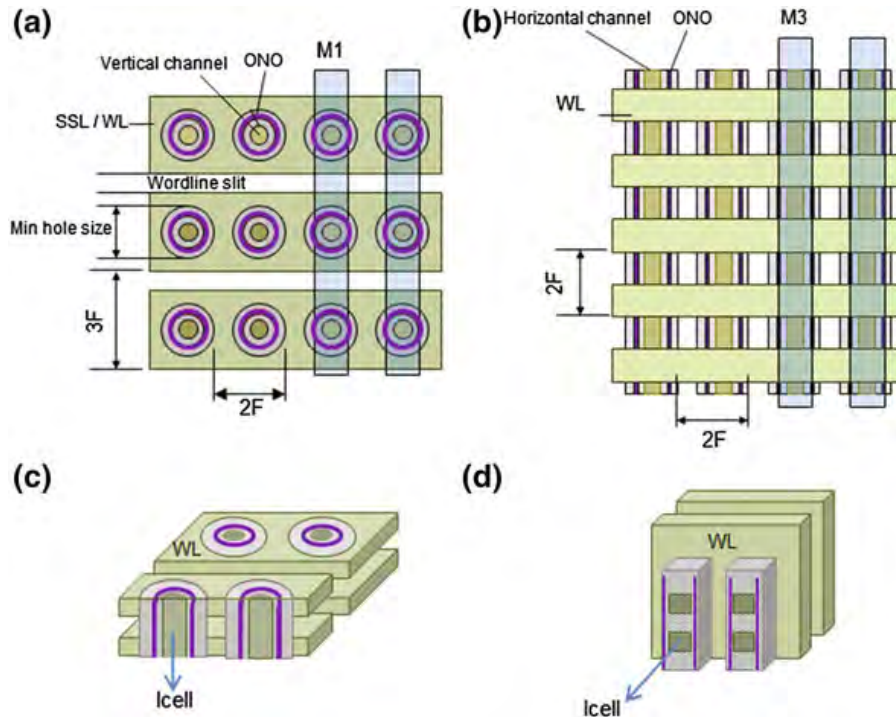 (a)
Vertical channel
ONO
M1
SSL / WL
Wordline slit
Min hole size
3F
2F
(b)
Horizontal channel
ONO
M3
WL
2F
2F
(c)
WL
Icell
(d)
WL
Icell